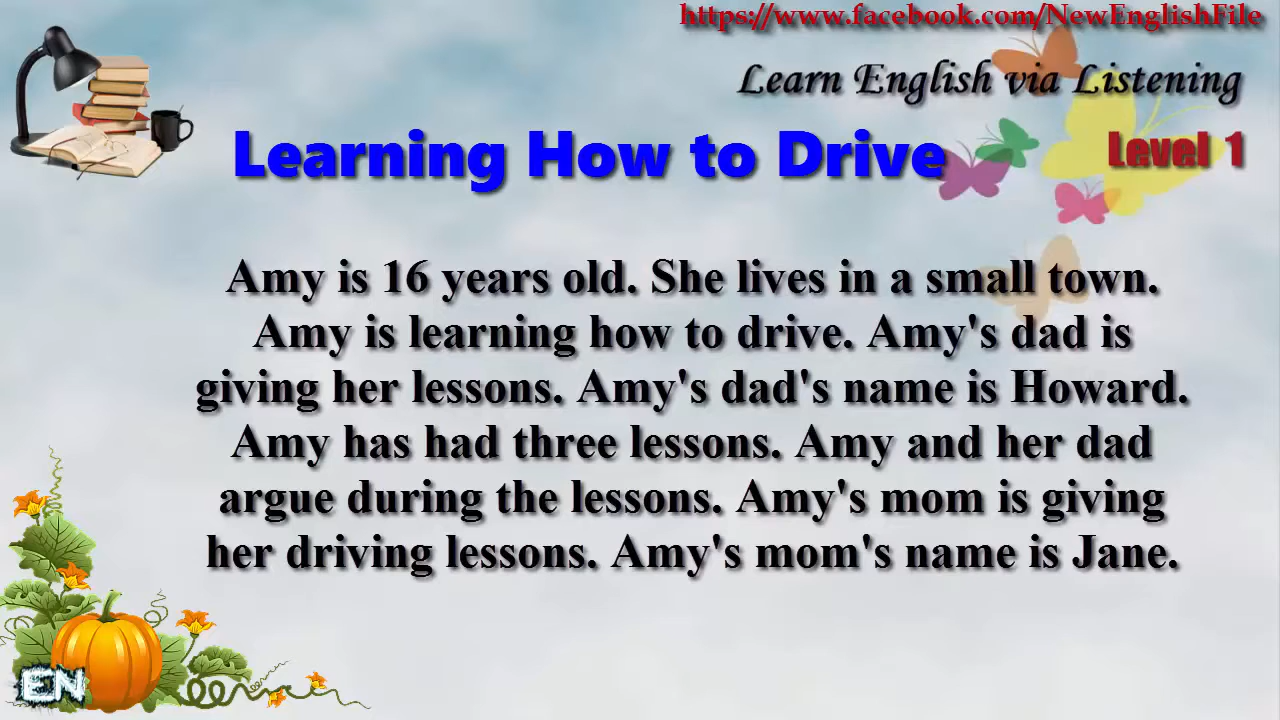 https://www.facebook.com/NewEnglishFile
Learn English via Listening
Learning How to Drive
Level 1
Amy is 16 years old. She lives in a small town.
Amy is learning how to drive. Amy's dad is
giving her lessons. Amy's dad's name is Howard.
Amy has had three lessons. Amy and her dad
argue during the lessons. Amy's mom is giving
her driving lessons. Amy's mom's name is Jane.
EN